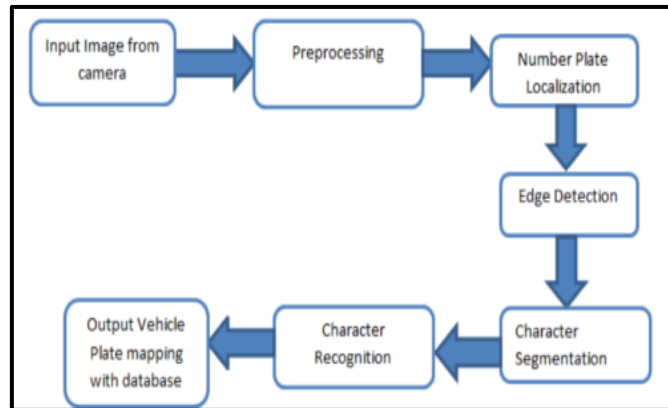 Input Image from
camera
Preprocessing
Number Plate
Localization
Edge Detection
Character
Segmentation
Character
Recognition
Output Vehicle
Plate mapping
with database